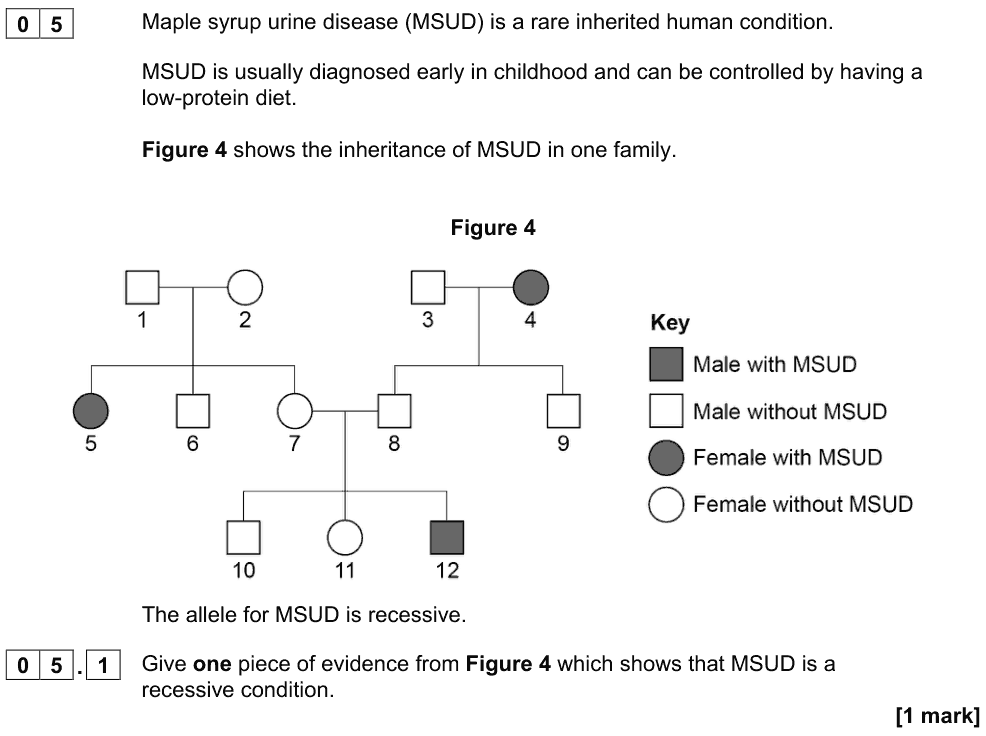 0 5
Maple syrup urine disease (MSUD) is a rare inherited human condition.
MSUD is usually diagnosed early in childhood and can be controlled by having a
low-protein diet.
Figure 4 shows the inheritance of MSUD in one family.
Figure 4
1 2 3 4
5 6 7 8 9
10 11 12
Key
Male with MSUD
Male without MSUD
Female with MSUD
Female without MSUD
The allele for MSUD is recessive.
0 5 . 1 Give one piece of evidence from Figure 4 which shows that MSUD is a
recessive condition.
[1 mark]